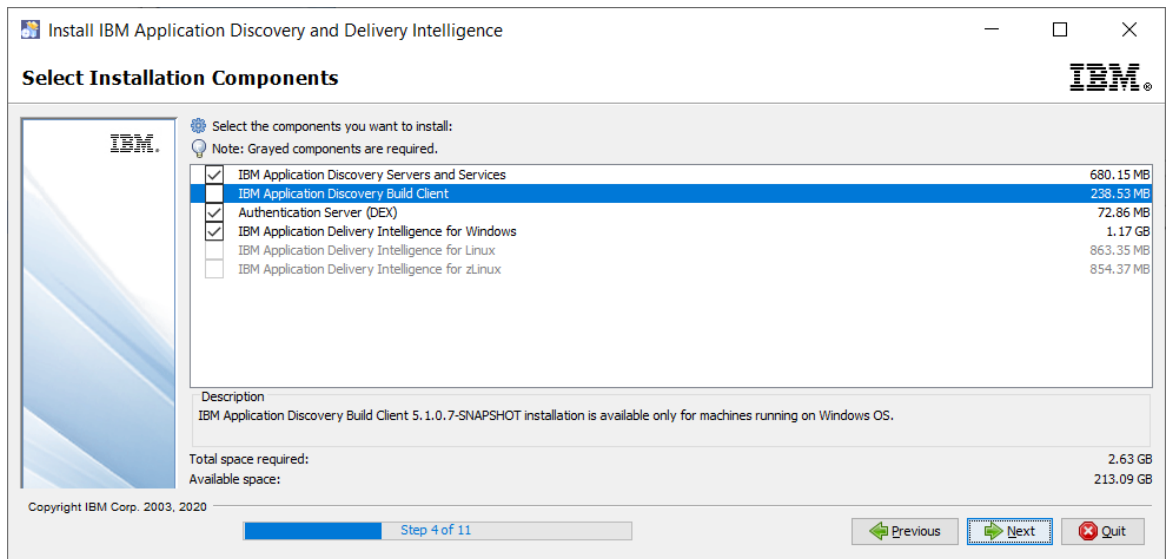 Install IBM Application Discovery and Delivery Intelligence
Select Installation Components
IBM®
IBM.
Select the components you want to install:
Note: Grayed components are required.
IBM Application Discovery Servers and Services 680.15 MB
IBM Application Discovery Build Client 238.53 MB
Authentication Server (DEX) 72.86 MB
IBM Application Delivery Intelligence for Windows 1.17 GB
IBM Application Delivery Intelligence for Linux 863.35 MB
IBM Application Delivery Intelligence for zLinux 854.37 MB
Description
IBM Application Discovery Build Client 5.1.0.7-SNAPSHOT installation is available only for machines running on Windows OS.
Total space required: 2.63 GB
Available space: 213.09 GB
Copyright IBM Corp. 2003, 2020
Step 4 of 11
Previous Next Quit